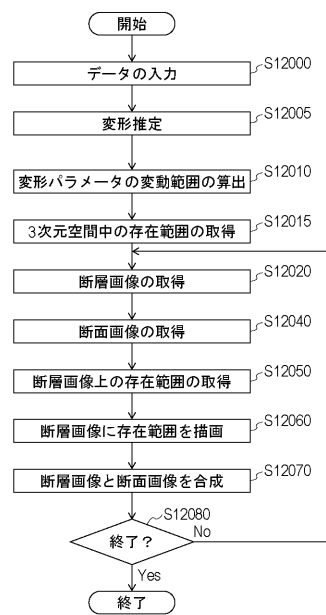 開始
データの入力 S12000
変形推定 S12005
変形パラメータの変動範囲の算出 S12010
3次元空間中の存在範囲の取得 S12015
断層画像の取得 S12020
断面画像の取得 S12040
断層画像上の存在範囲の取得 S12050
断層画像に存在範囲を描画 S12060
断層画像と断面画像を合成 S12070
S12080
終了？ No
Yes
終了